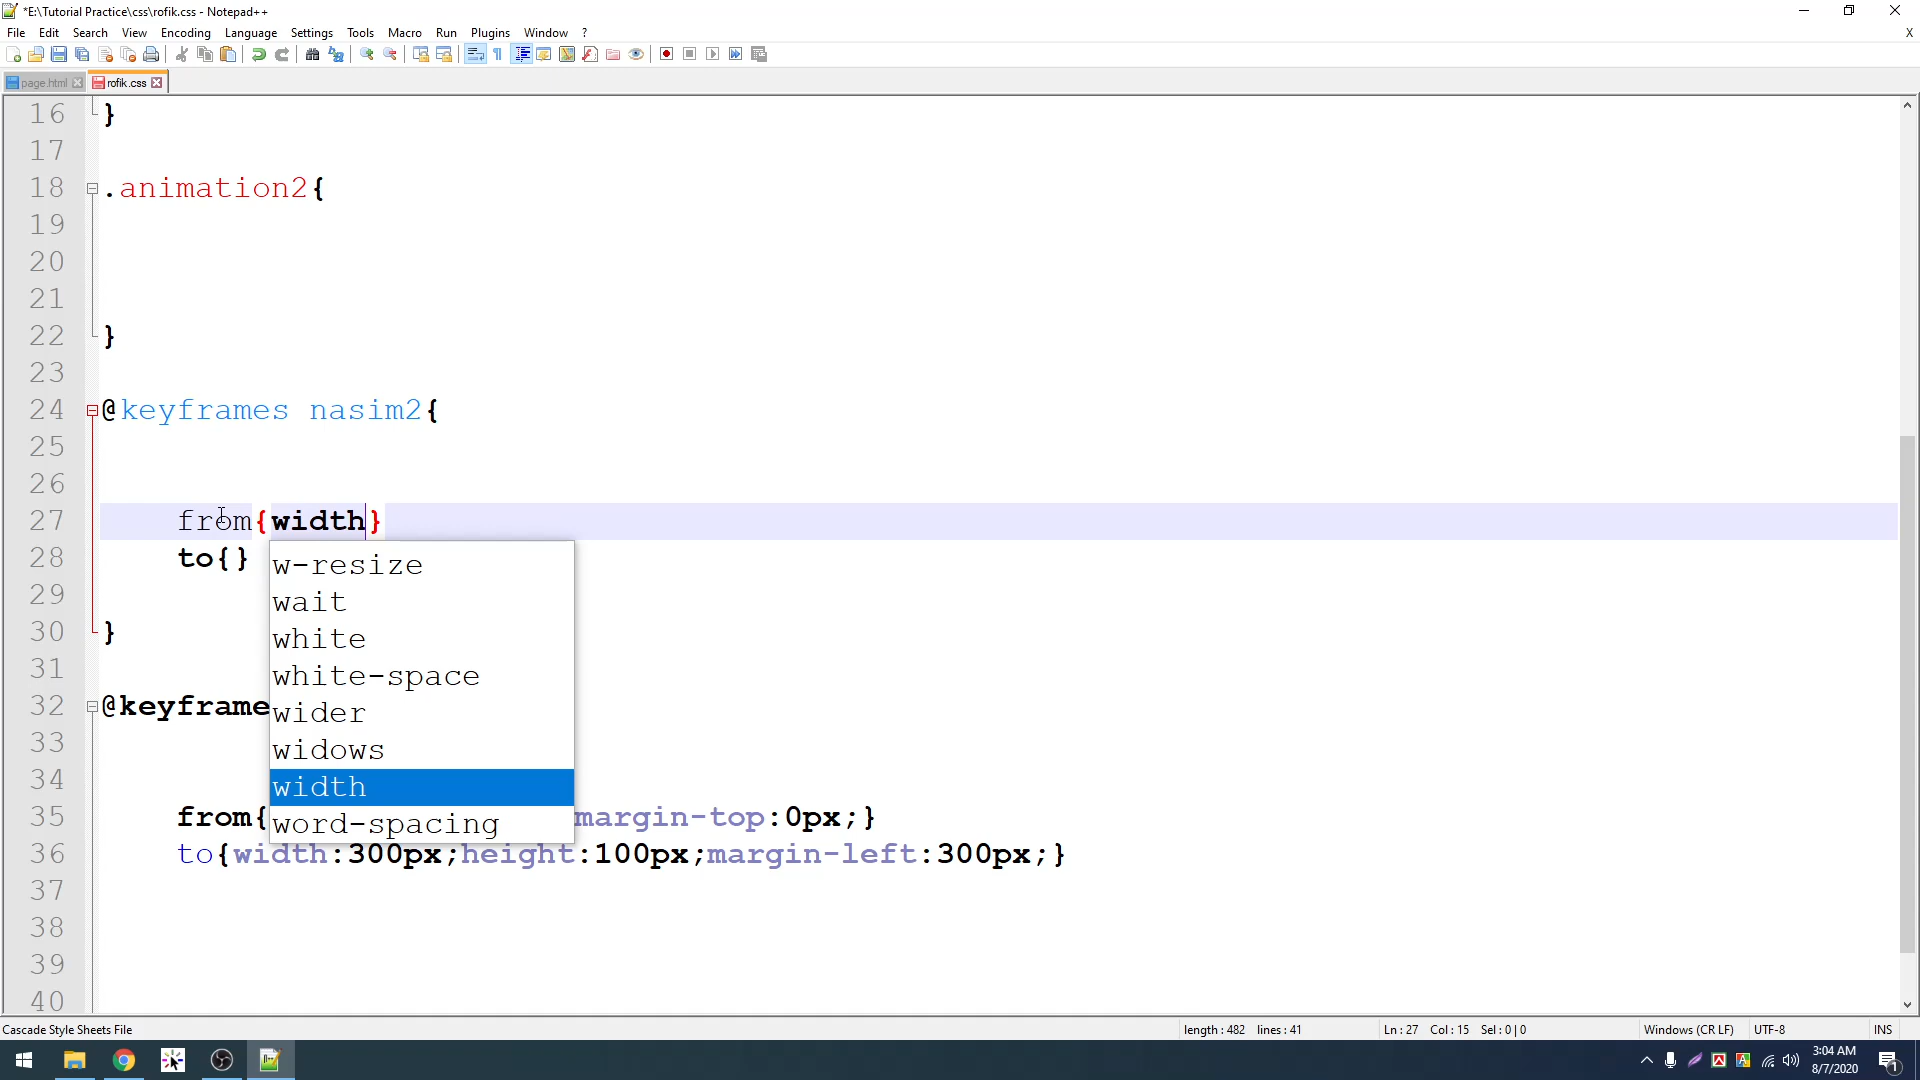 *E:\Tutorial Practice\css\rofik.css - Notepad++
File Edit Search View Encoding Language Settings Tools Macro Run Plugins Window ? X
page.html rofik.css
16 }
17
18 .animation2{
19
20
21
22 }
23
24 @keyframes nasim2{
25
26
27 from{width}
28 to{}
29
30 }
31
32 @keyframe
33
34
35 from{ margin-top:0px;}
36 to{width:300px;height:100px;margin-left:300px;}
37
38
39
40
w-resize
wait
white
white-space
wider
widows
width
word-spacing
Cascade Style Sheets File length : 482 lines : 41 Ln : 27 Col : 15 Sel : 0 | 0 Windows (CR LF) UTF-8 INS
3:04 AM
8/7/2020
1